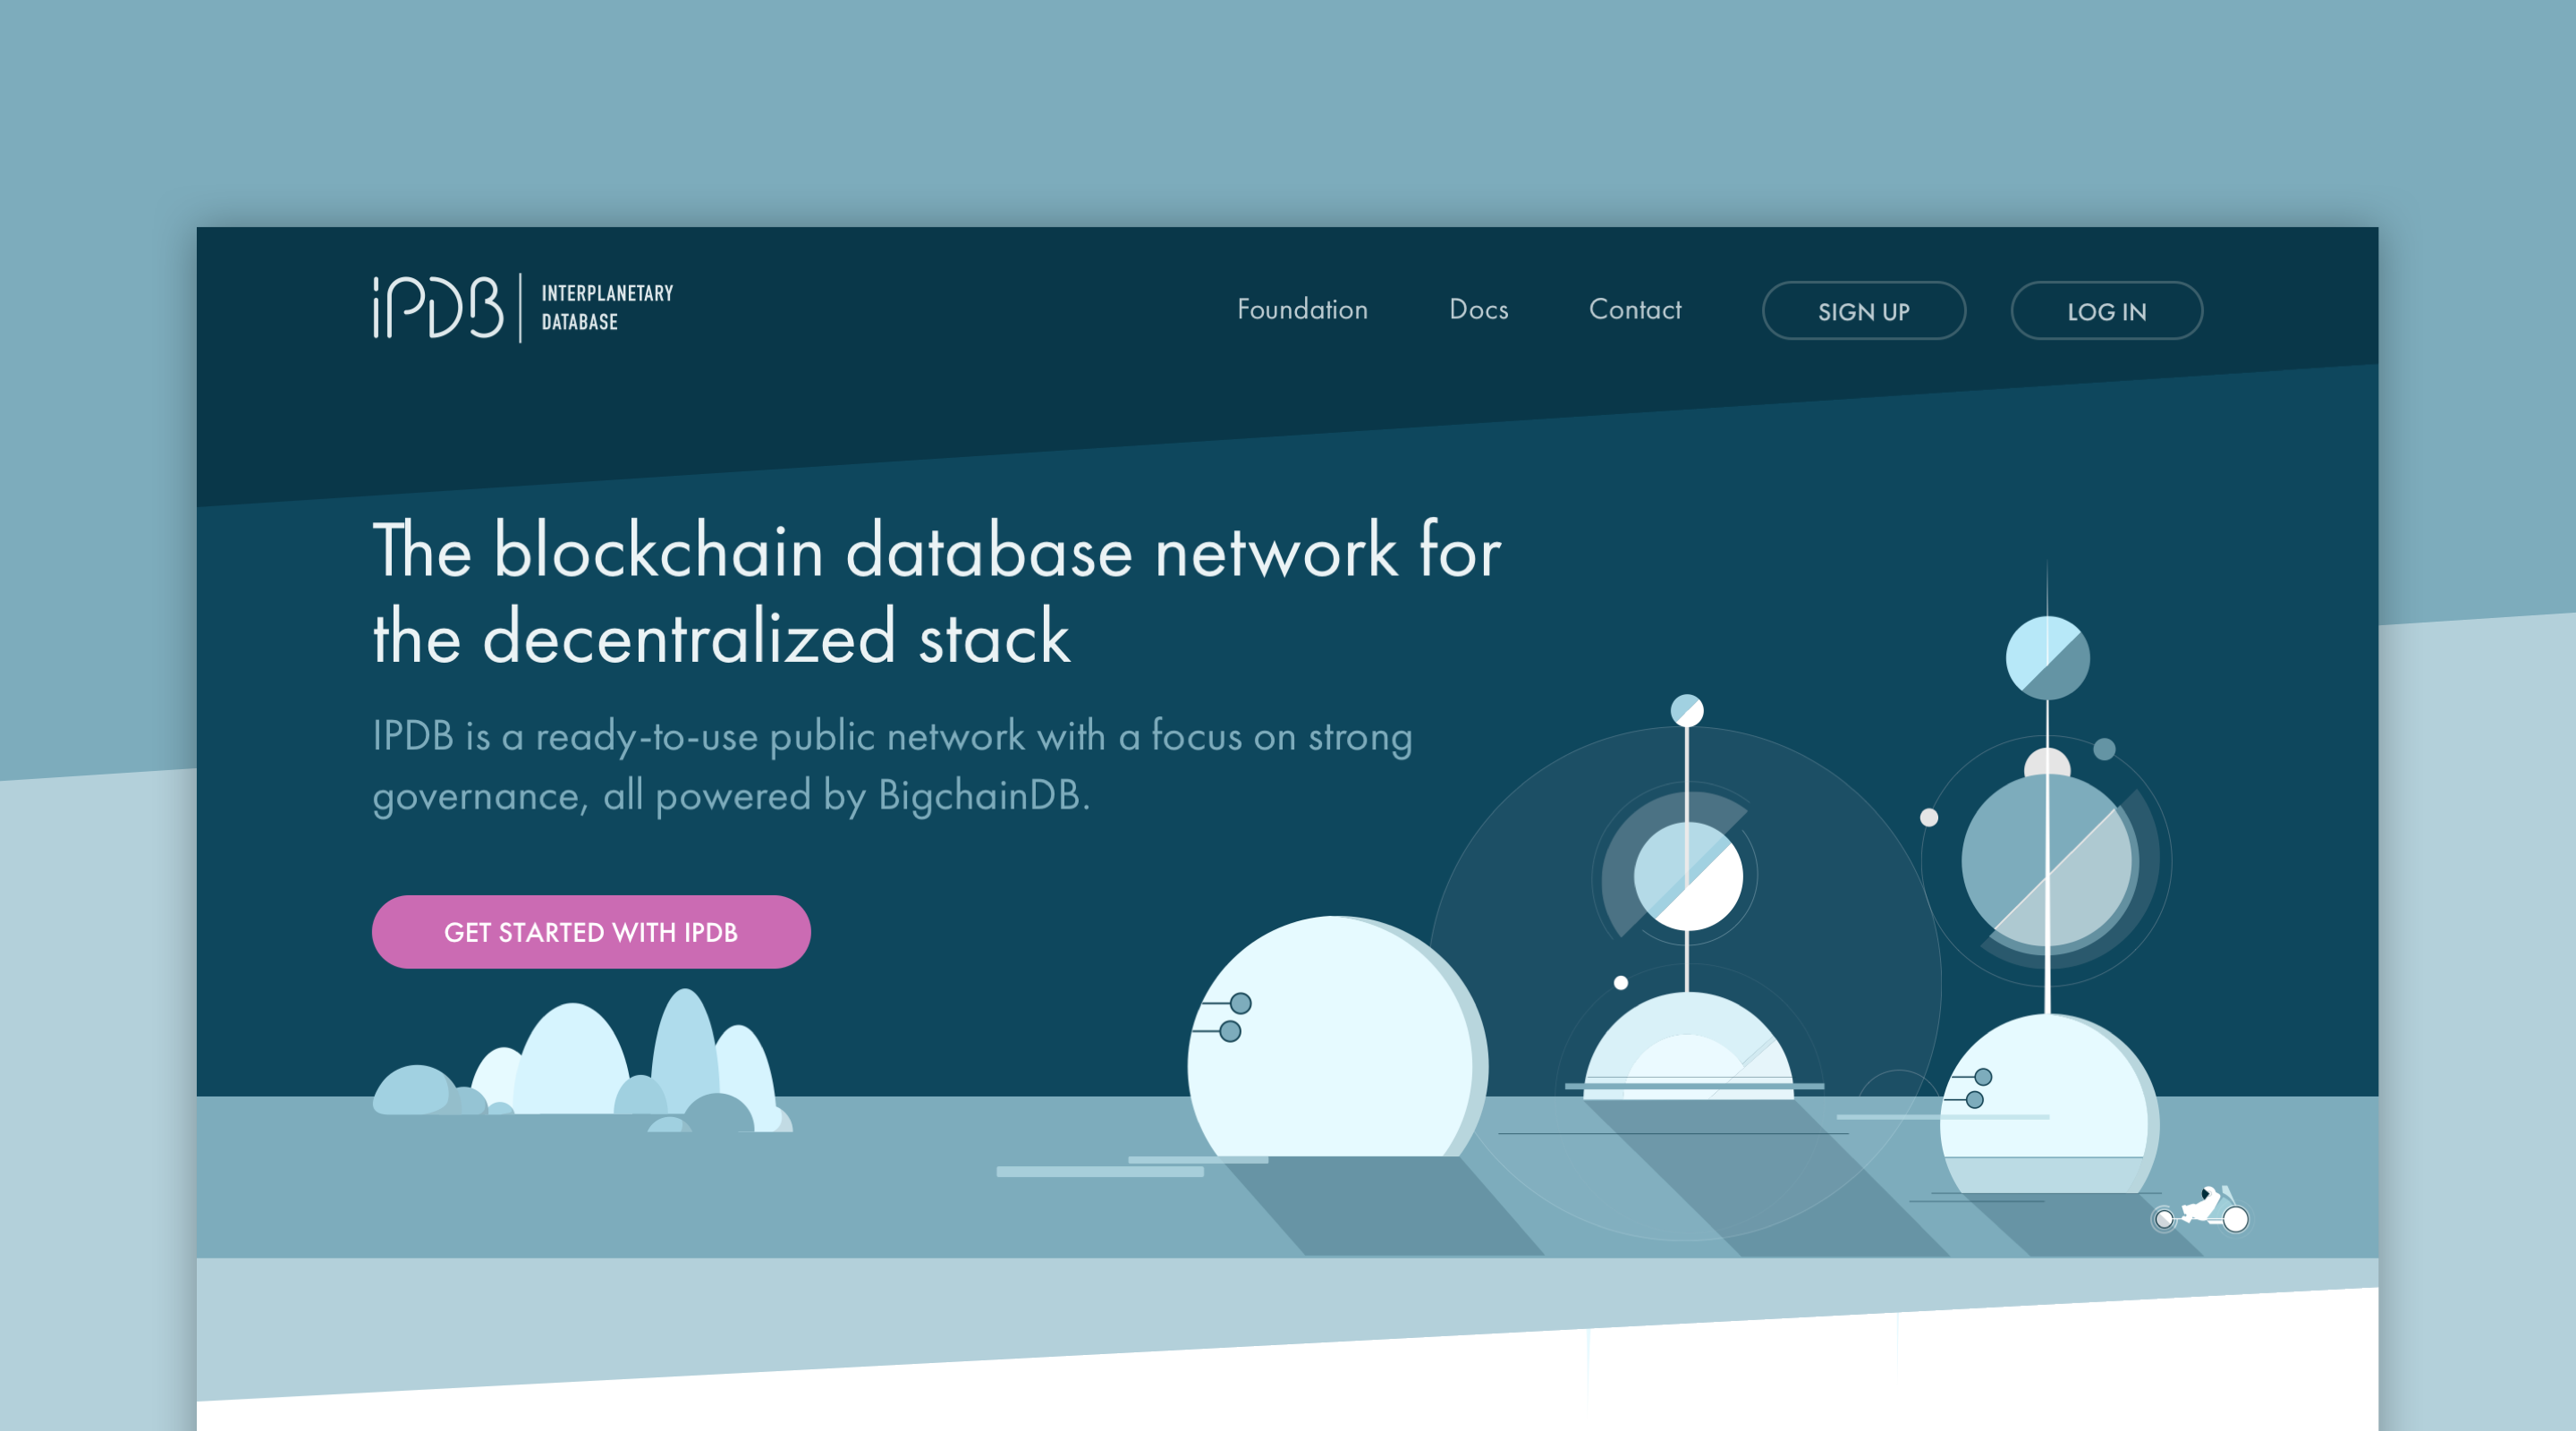 iPDB
INTERPLANETARY
DATABASE
Foundation
Docs
Contact
SIGN UP
LOG IN
The blockchain database network for
the decentralized stack
IPDB is a ready-to-use public network with a focus on strong
governance, all powered by BigchainDB.
GET STARTED WITH IPDB